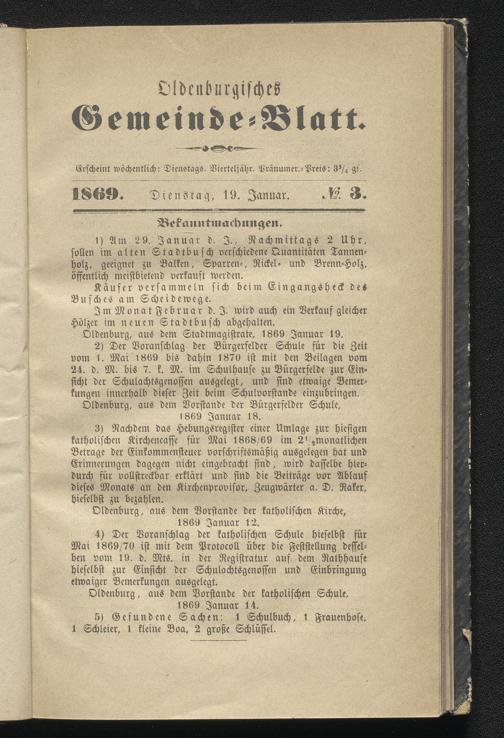 Oldenburgisches
Gemeinde-Blatt.
Erscheint wöchentlich: Dienstags. Vierteljähr. Pränumer.-Preis: 3¾ gr.
1869. Dienstag, 19. Januar. № 3.
Bekanntmachungen.
1) Am 29. Januar d. J., Nachmittags 2 Uhr,
sollen im alten Stadtbusch verschiedene Quantitäten Tannen-
holz, geeignet zu Balken, Sparren-, Rickel- und Brenn-Holz,
öffentlich meistbietend verkauft werden.
Käufer versammeln sich beim Eingangsheck des
Busches am Scheidewege.
Im Monat Februar d. J. wird auch ein Verkauf gleicher
Hölzer im neuen Stadtbusch abgehalten.
Oldenburg, aus dem Stadtmagistrate, 1869 Januar 19.
2) Der Voranschlag der Bürgerfelder Schule für die Zeit
vom 1. Mai 1869 bis dahin 1870 ist mit den Beilagen vom
24. d. M. bis 7. k. M. im Schulhause zu Bürgerfelde zur Ein-
sicht der Schulachtsgenossen ausgelegt, und sind etwaige Bemer-
kungen innerhalb dieser Zeit beim Schulvorstande einzubringen.
Oldenburg, aus dem Vorstande der Bürgerfelder Schule,
1869 Januar 18.
3) Nachdem das Hebungsregister einer Umlage zur hiesigen
katholischen Kirchencasse für Mai 1868/69 im 2½monatlichen
Betrage der Einkommensteuer vorschriftsmäßig ausgelegen hat und
Erinnerungen dagegen nicht eingebracht sind, wird dasselbe hier-
durch für vollstreckbar erklärt und sind die Beiträge vor Ablauf
dieses Monats an den Kirchenprovisor, Zeugwärter a. D. Raker,
hieselbst zu bezahlen.
Oldenburg, aus dem Vorstande der katholischen Kirche,
1869 Januar 12.
4) Der Voranschlag der katholischen Schule hieselbst für
Mai 1869/70 ist mit dem Protocoll über die Feststellung dessel-
ben vom 19. d. Mts. in der Registratur auf dem Rathhause
hieselbst zur Einsicht der Schulachtsgenossen und Einbringung
etwaiger Bemerkungen ausgelegt.
Oldenburg, aus dem Vorstande der katholischen Schule,
1869 Januar 14.
5) Gefundene Sachen: 1 Schulbuch, 1 Frauenhose,
1 Schleier, 1 kleine Boa, 2 große Schlüssel.